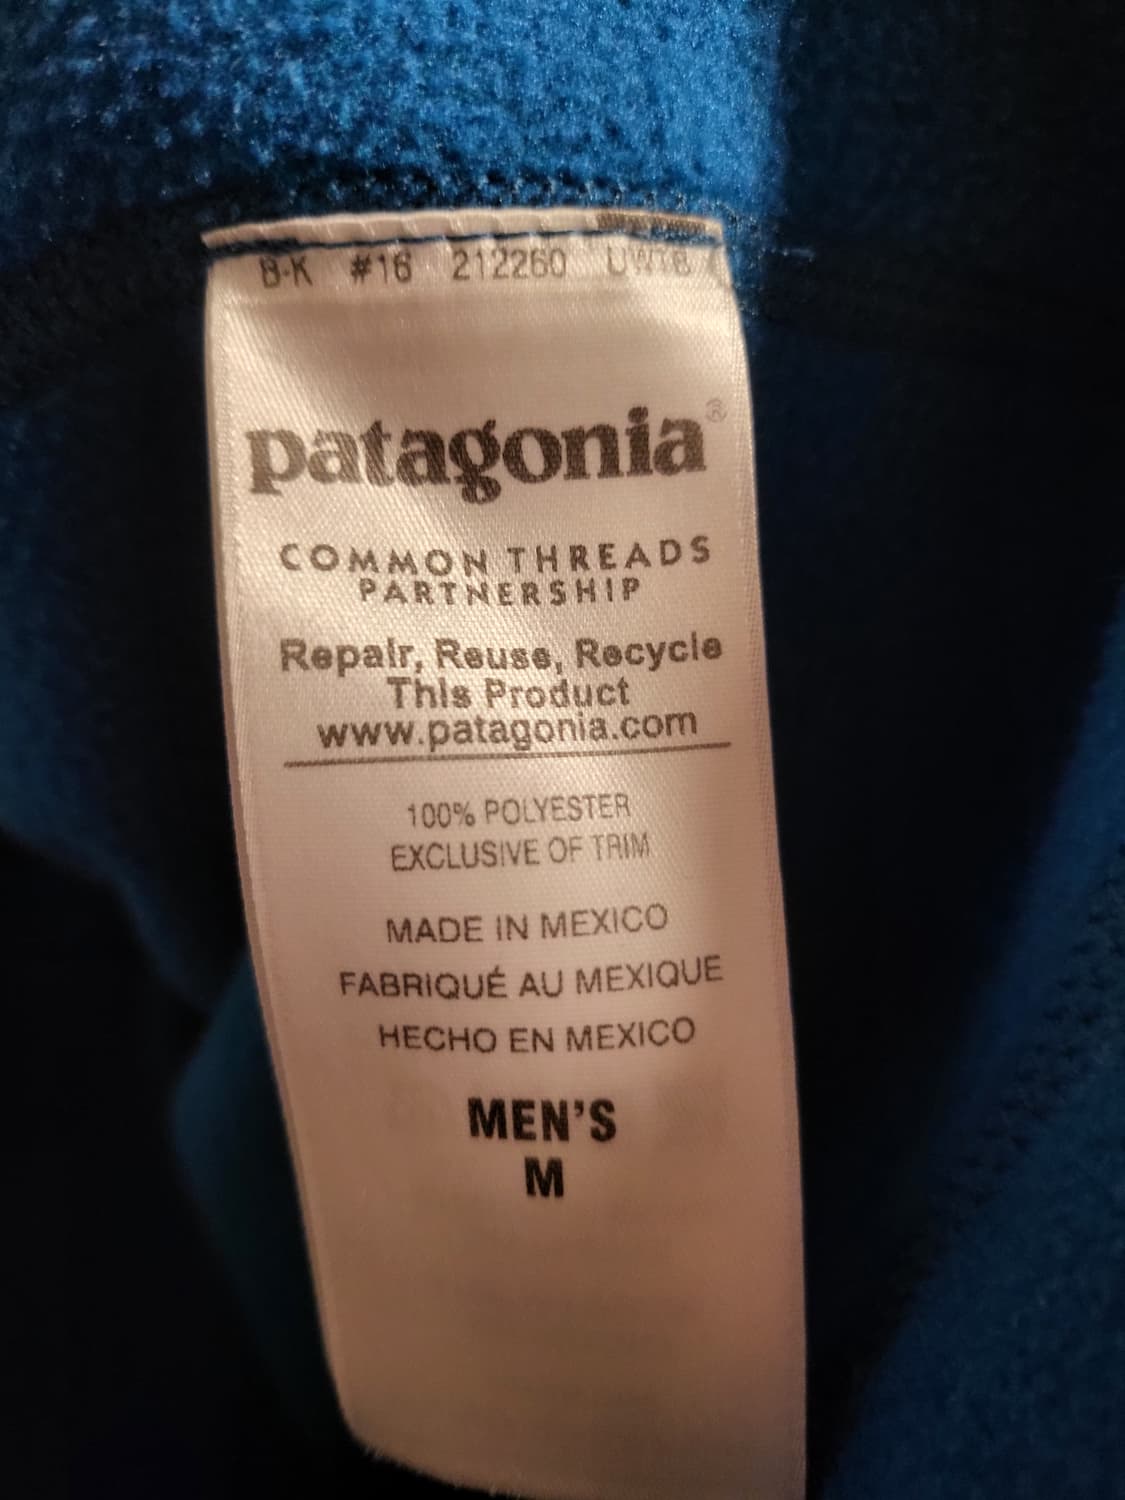 B-K #16 212260
patagonia®
COMMON THREADS
PARTNERSHIP
Repair, Reuse, Recycle
This Product
www.patagonia.com
100% POLYESTER
EXCLUSIVE OF TRIM
MADE IN MEXICO
FABRIQUÉ AU MEXIQUE
HECHO EN MEXICO
MEN'S
M